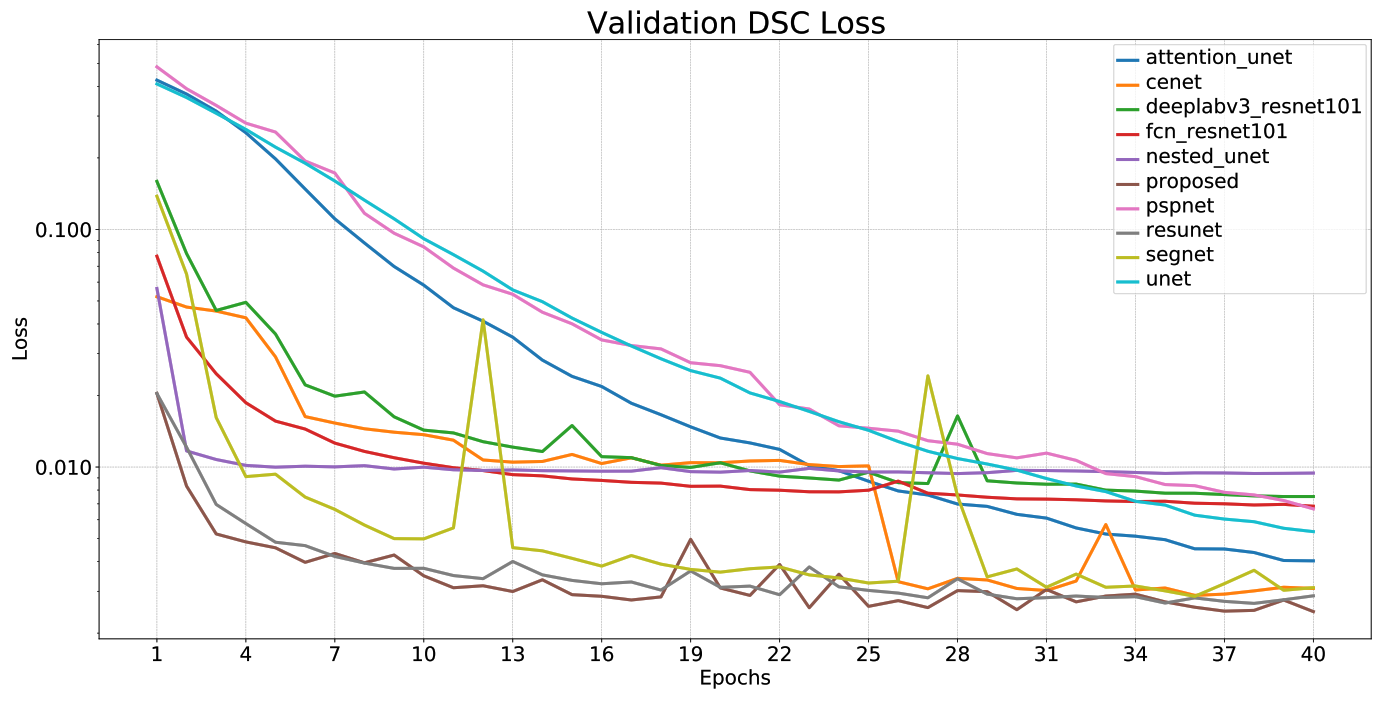 Validation DSC Loss
attention_unet
cenet
deeplabv3_resnet101
fcn_resnet101
nested_unet
proposed
pspnet
resunet
segnet
unet
0.100
0.010
Loss
1 4 7 10 13 16 19 22 25 28 31 34 37 40
Epochs